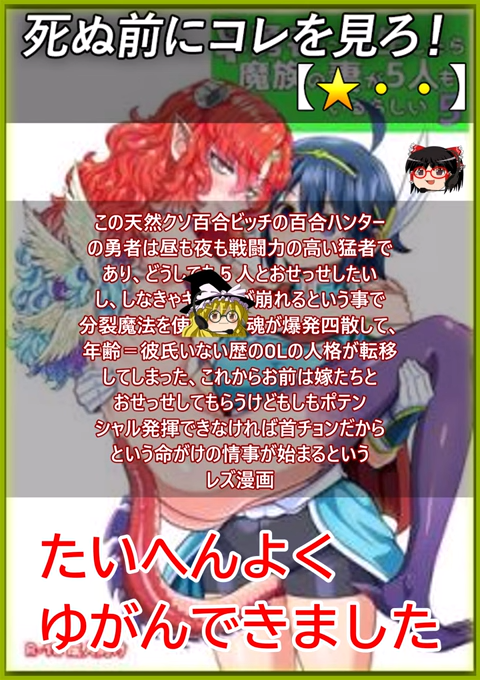 死ぬ前にコレを見ろ!
【★・・】
魔族の妻が5人も
いるらしい 5
この天然クソ百合ビッチの百合ハンター
の勇者は昼も夜も戦闘力の高い猛者で
あり、どうして 5人とおせっせしたい
し、しなきゃ 崩れるという事で
分裂魔法を使 魂が爆発四散して、
年齢=彼氏いない歴のOLの人格が転移
してしまった、これからお前は嫁たちと
おせっせしてもらうけどもしもポテン
シャル発揮できなければ首チョンだから
という命がけの情事が始まるという
レズ漫画
たいへんよく
ゆがんできました